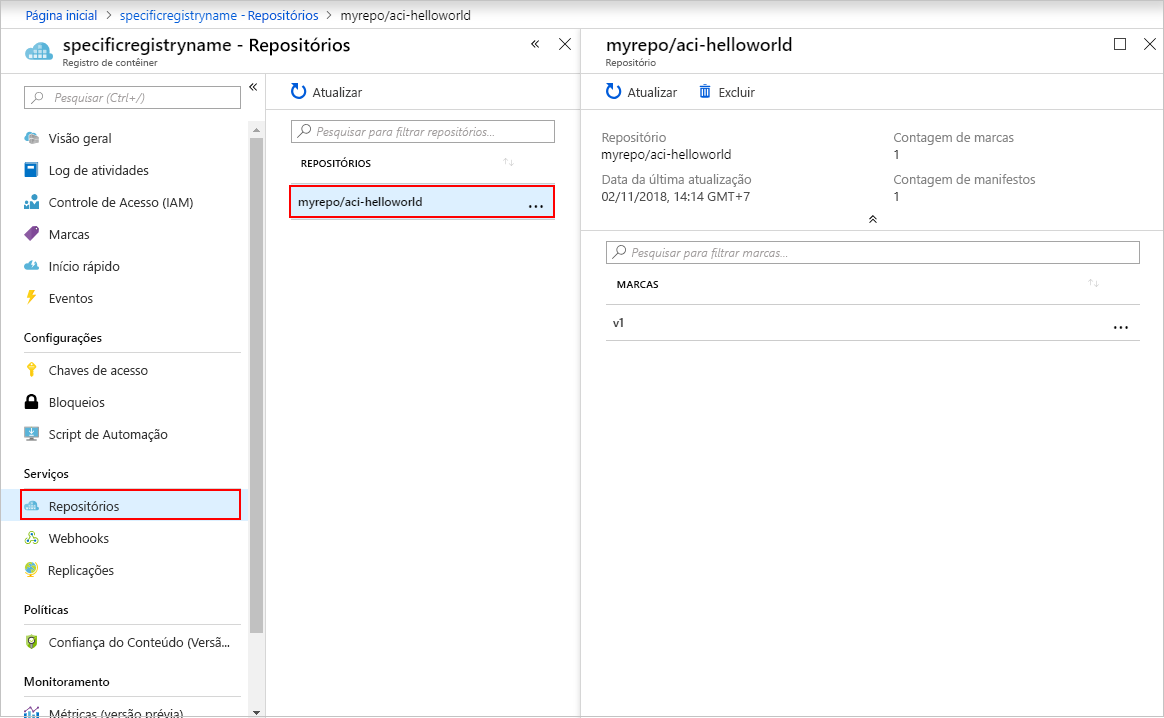 Página inicial > specificregistryname - Repositórios > myrepo/aci-helloworld
specificregistryname - Repositórios
Registro de contêiner
Pesquisar (Ctrl+/)
Visão geral
Log de atividades
Controle de Acesso (IAM)
Marcas
Início rápido
Eventos
Configurações
Chaves de acesso
Bloqueios
Script de Automação
Serviços
Repositórios
Webhooks
Replicações
Políticas
Confiança do Conteúdo (Versã...
Monitoramento
Métricas (versão prévia)
Atualizar
Pesquisar para filtrar repositórios...
REPOSITÓRIOS
myrepo/aci-helloworld ...
myrepo/aci-helloworld
Repositório
Atualizar Excluir
Repositório
myrepo/aci-helloworld
Contagem de marcas
1
Data da última atualização
02/11/2018, 14:14 GMT+7
Contagem de manifestos
1
Pesquisar para filtrar marcas...
MARCAS
v1 ...